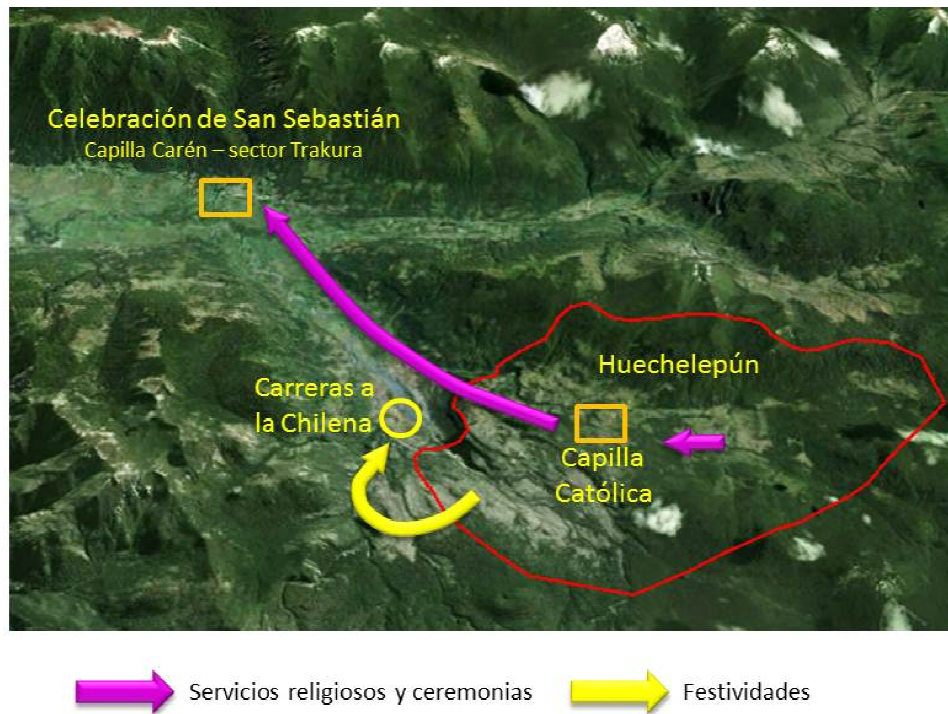 Celebración de San Sebastián
Capilla Carén – sector Trakura
Huechelepún
Carreras a
la Chilena
Capilla
Católica
Servicios religiosos y ceremonias
Festividades